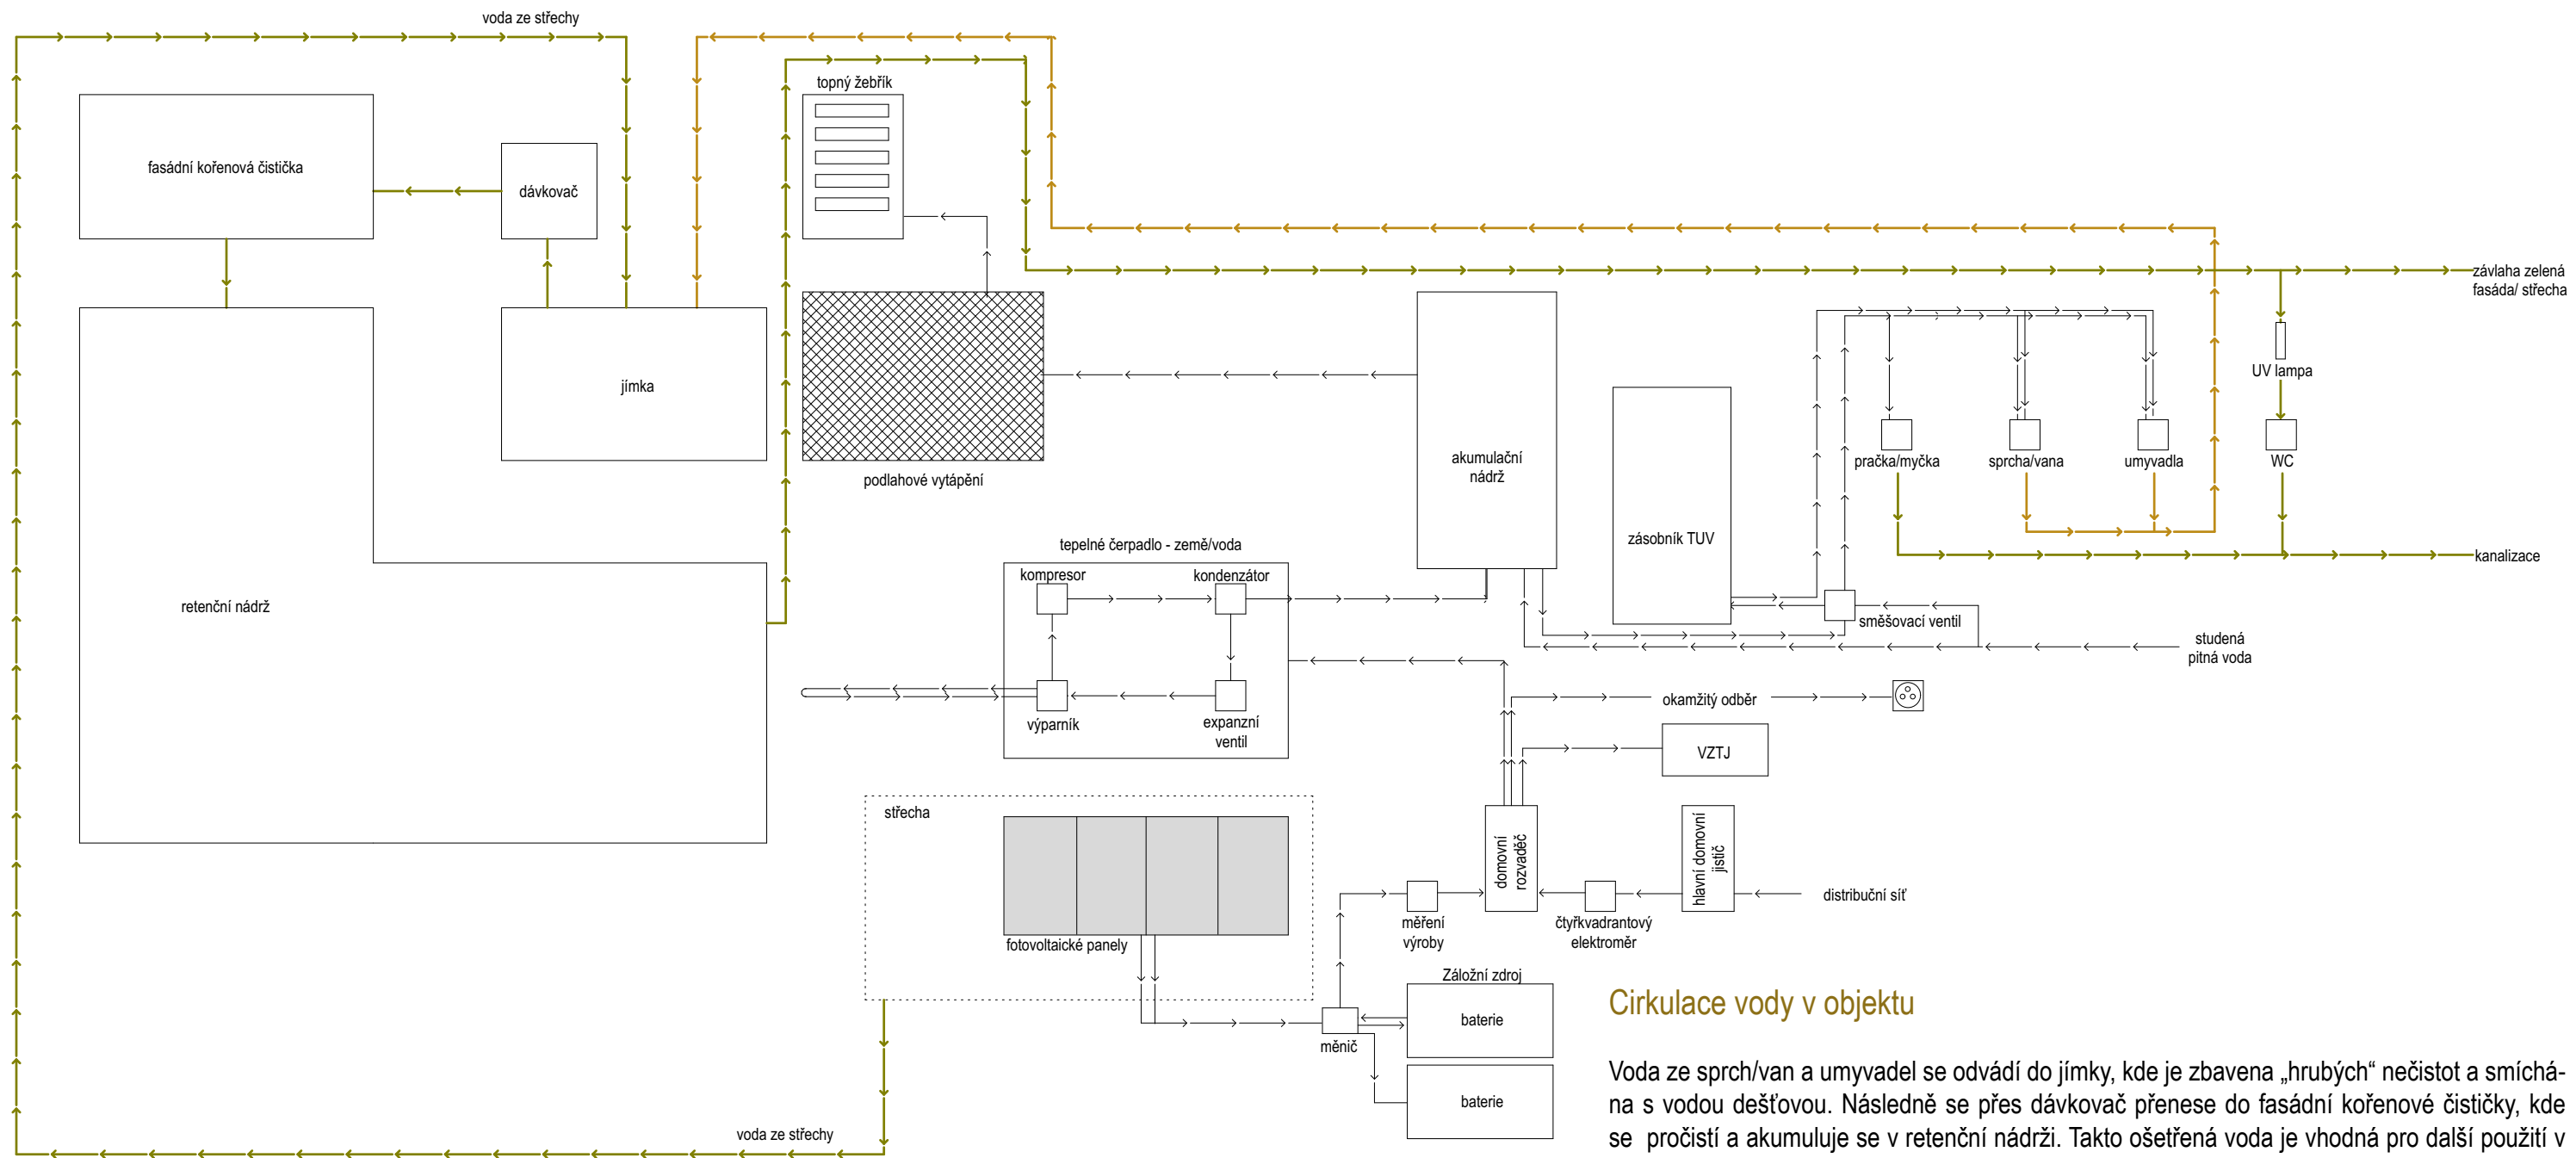 voda ze střechy
topný žebřík
fasádní kořenová čistička
dávkovač
závlaha zelená
fasáda/ střecha
jímka
UV lampa
akumulační
nádrž
pračka/myčka
sprcha/vana
umyvadla
WC
podlahové vytápění
zásobník TUV
tepelné čerpadlo - země/voda
kanalizace
kompresor
kondenzátor
retenční nádrž
směšovací ventil
studená
pitná voda
okamžitý odběr
výparník
expanzní
ventil
VZTJ
střecha
domovní
rozvaděč
hlavní domovní
jistič
distribuční síť
měření
výroby
čtyřkvadrantový
elektroměr
fotovoltaické panely
Záložní zdroj
baterie
měnič
baterie
voda ze střechy
Cirkulace vody v objektu
Voda ze sprch/van a umyvadel se odvádí do jímky, kde je zbavena „hrubých“ nečistot a smíchá-
na s vodou dešťovou. Následně se přes dávkovač přenese do fasádní kořenové čističky, kde
se pročistí a akumuluje se v retenční nádrži. Takto ošetřená voda je vhodná pro další použití v